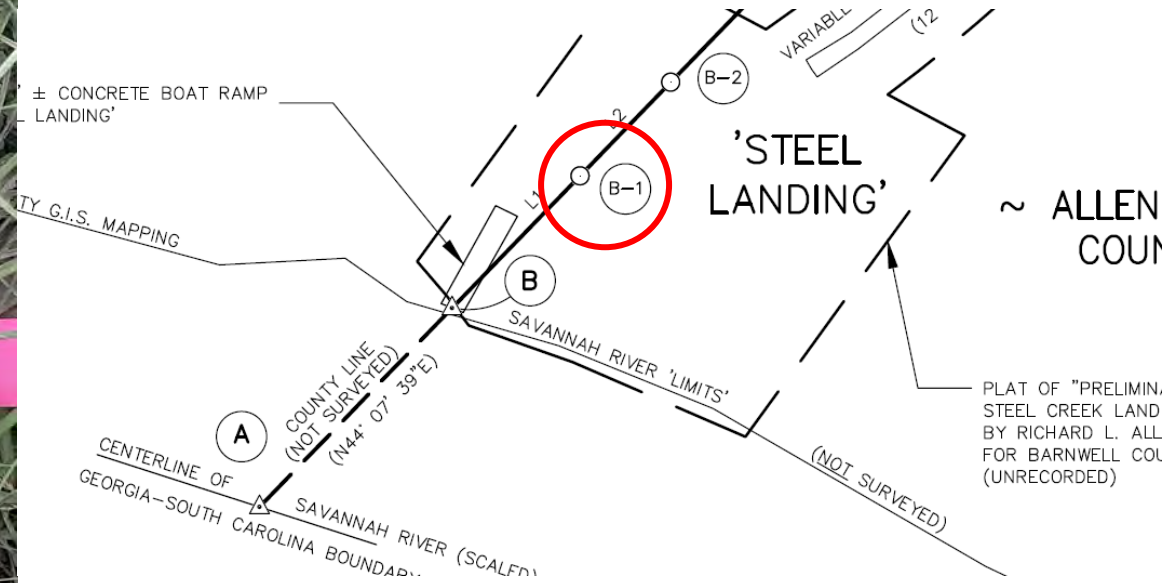 ' ± CONCRETE BOAT RAMP
LANDING'
TY G.I.S. MAPPING
VARIABLE
(12
B-2
L2
'STEEL
LANDING'
B-1
L1
~ ALLEN
COUN
B
SAVANNAH RIVER 'LIMITS'
COUNTY LINE
(NOT SURVEYED)
(N44° 07' 39"E)
A
CENTERLINE OF
SAVANNAH RIVER (SCALED)
GEORGIA-SOUTH CAROLINA BOUNDARY
(NOT SURVEYED)
PLAT OF "PRELIMINA
STEEL CREEK LAND
BY RICHARD L. ALL
FOR BARNWELL COU
(UNRECORDED)